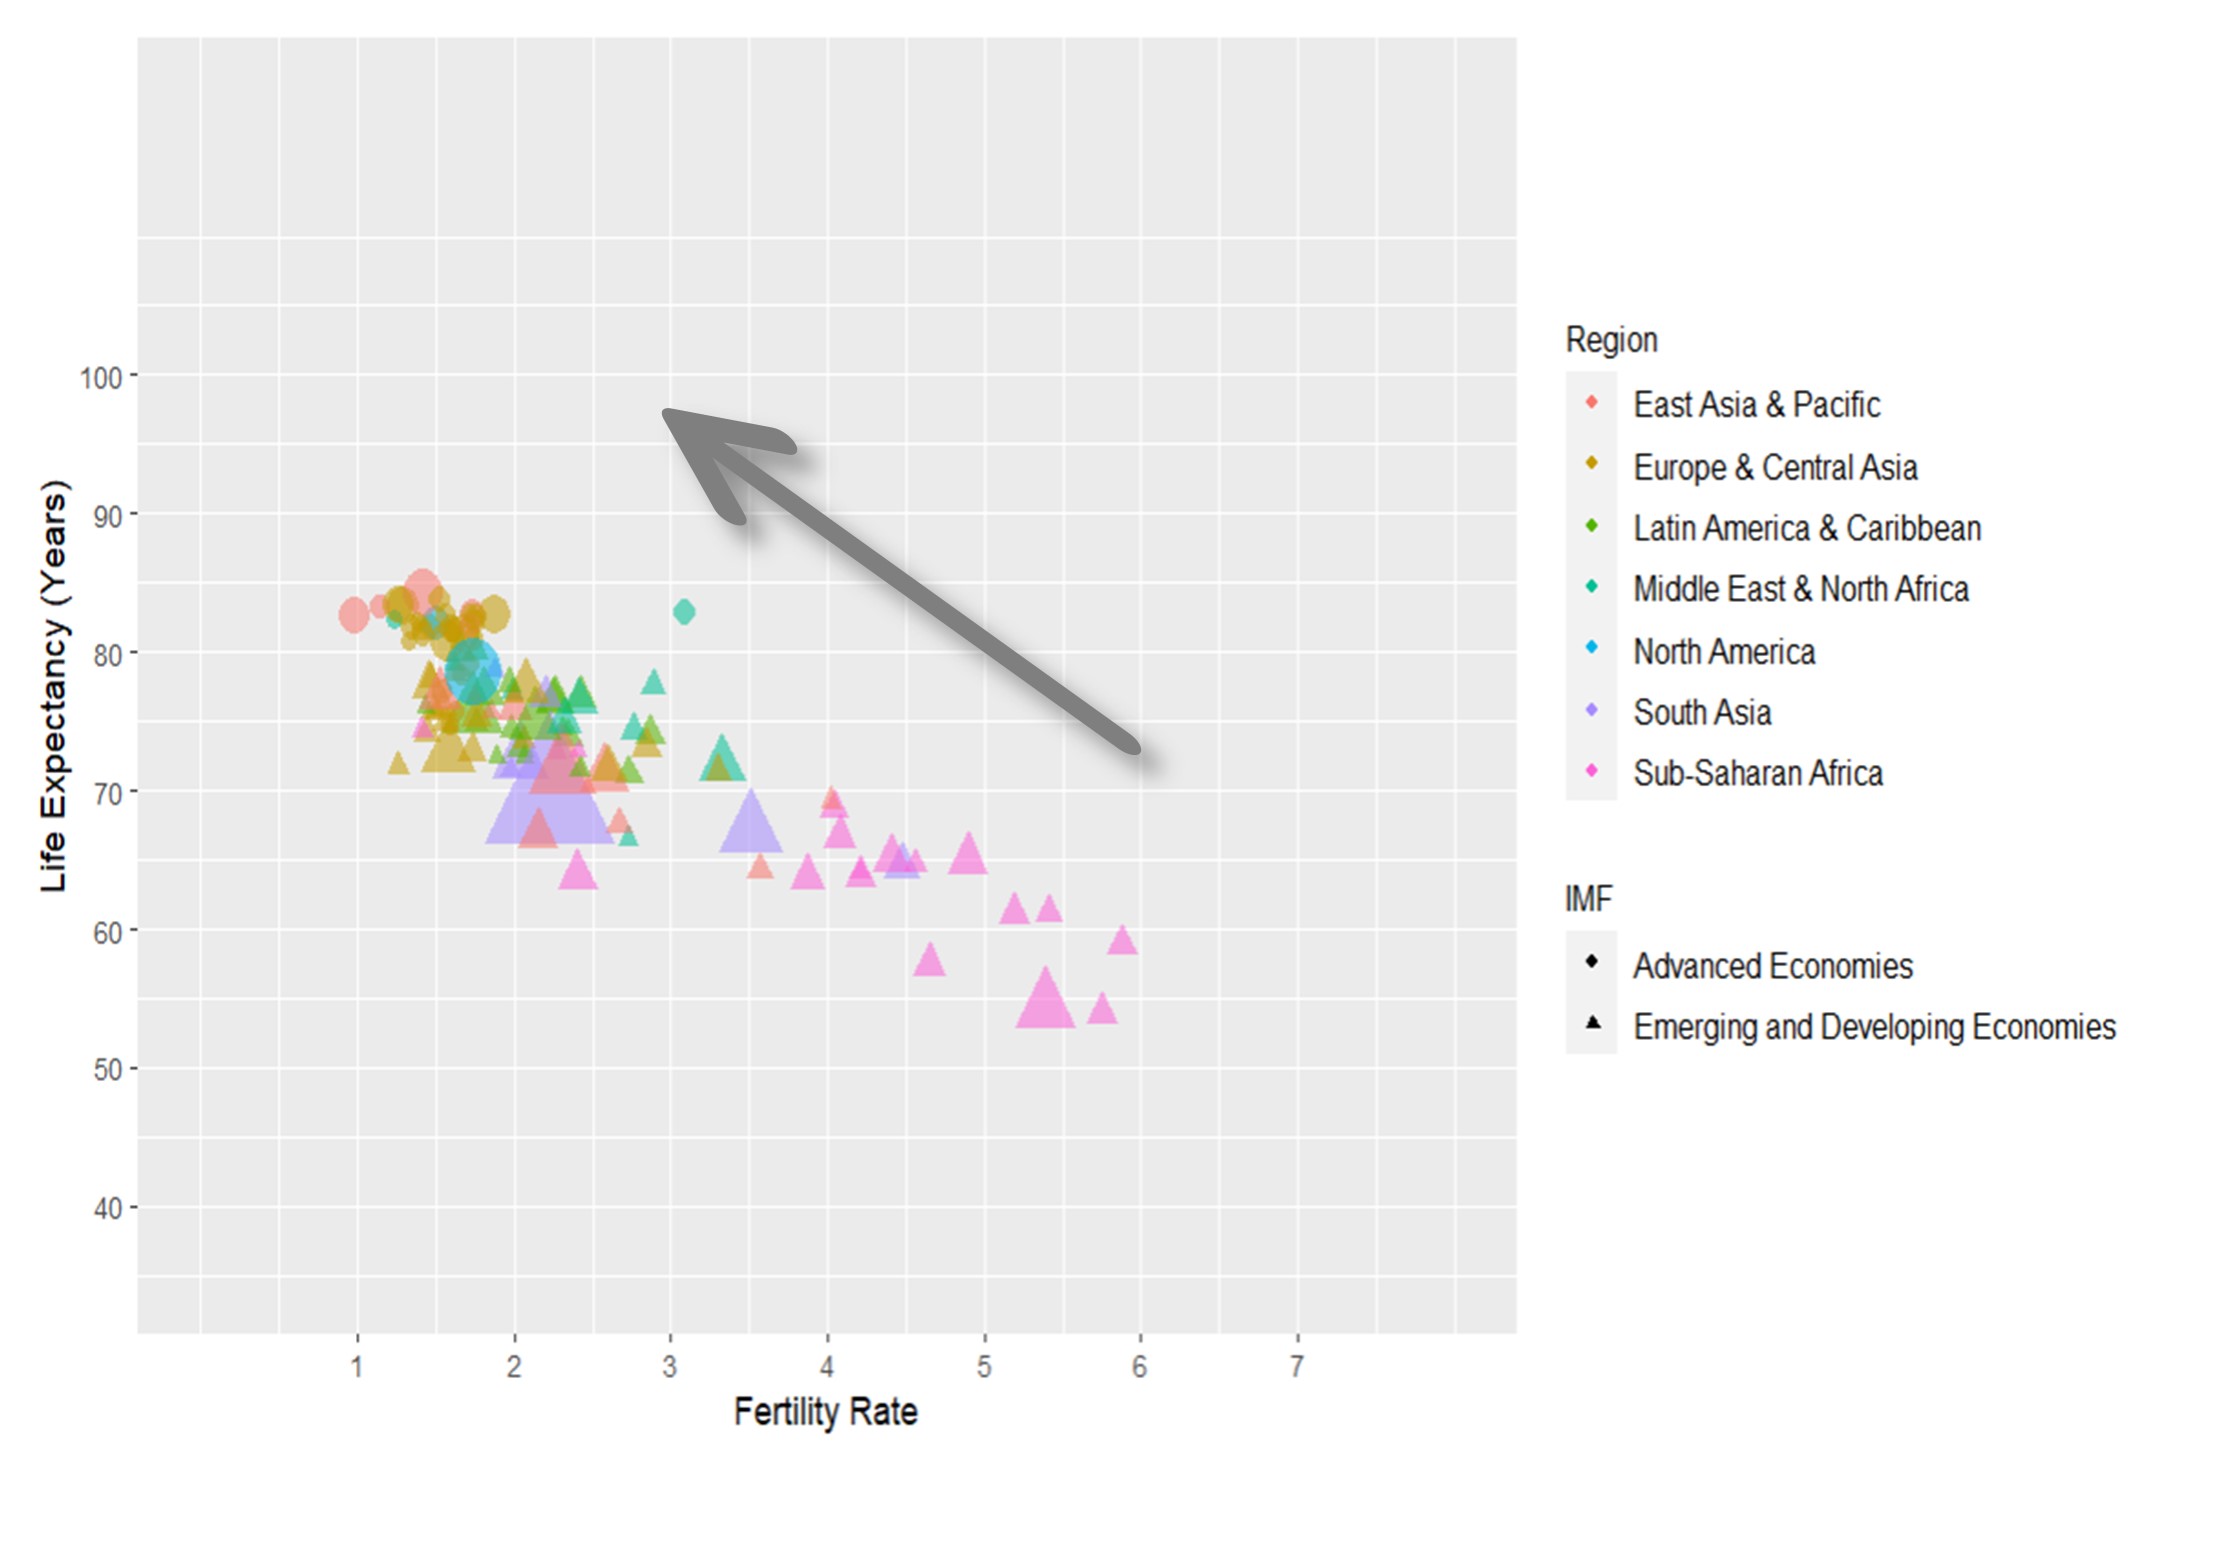 100
90
80
70
60
50
40
Life Expectancy (Years)
1 2 3 4 5 6 7
Fertility Rate
Region
East Asia & Pacific
Europe & Central Asia
Latin America & Caribbean
Middle East & North Africa
North America
South Asia
Sub-Saharan Africa
IMF
Advanced Economies
Emerging and Developing Economies